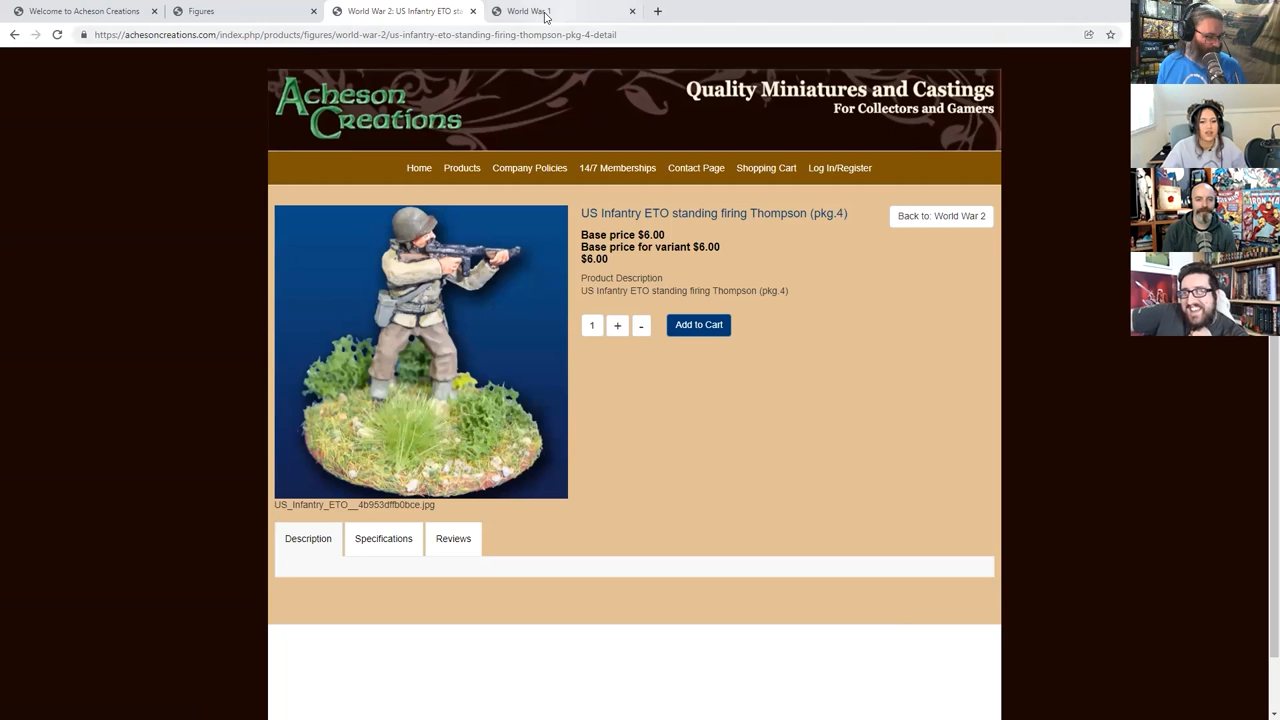 Welcome to Acheson Creations
Figures
World War 2: US Infantry ETO sta
World War 1
https://achesoncreations.com/index.php/products/figures/world-war-2/us-infantry-eto-standing-firing-thompson-pkg-4-detail
Acheson Creations
Quality Miniatures and Castings
For Collectors and Gamers
Home Products Company Policies 14/7 Memberships Contact Page Shopping Cart Log In/Register
US Infantry ETO standing firing Thompson (pkg.4)
Back to: World War 2
Base price $6.00
Base price for variant $6.00
$6.00
Product Description
US Infantry ETO standing firing Thompson (pkg.4)
1 + -
Add to Cart
US_Infantry_ETO__4b953dffb0bce.jpg
Description Specifications Reviews